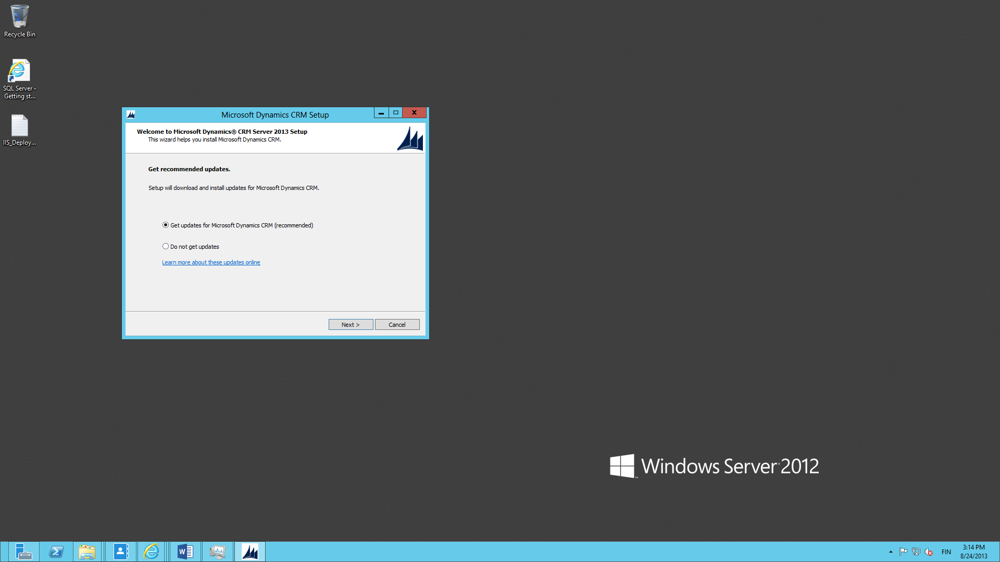 Recycle Bin
SQL Server -
Getting st...
IIS_Deploy...
Microsoft Dynamics CRM Setup
Welcome to Microsoft Dynamics® CRM Server 2013 Setup
This wizard helps you install Microsoft Dynamics CRM.
Get recommended updates.
Setup will download and install updates for Microsoft Dynamics CRM.
Get updates for Microsoft Dynamics CRM (recommended)
Do not get updates
Learn more about these updates online
Next >
Cancel
Windows Server® 2012
FIN
3:14 PM
8/24/2013